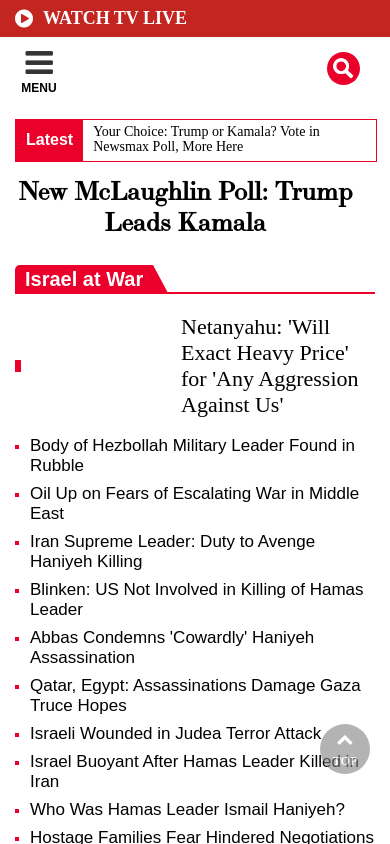 WATCH TV LIVE
MENU
Latest
Your Choice: Trump or Kamala? Vote in
Newsmax Poll, More Here
New McLaughlin Poll: Trump
Leads Kamala
Israel at War
Netanyahu: 'Will
Exact Heavy Price'
for 'Any Aggression
Against Us'
Body of Hezbollah Military Leader Found in
Rubble
Oil Up on Fears of Escalating War in Middle
East
Iran Supreme Leader: Duty to Avenge
Haniyeh Killing
Blinken: US Not Involved in Killing of Hamas
Leader
Abbas Condemns 'Cowardly' Haniyeh
Assassination
Qatar, Egypt: Assassinations Damage Gaza
Truce Hopes
Israeli Wounded in Judea Terror Attack
Israel Buoyant After Hamas Leader Killed in
Iran
TOP
Who Was Hamas Leader Ismail Haniyeh?
Hostage Families Fear Hindered Negotiations